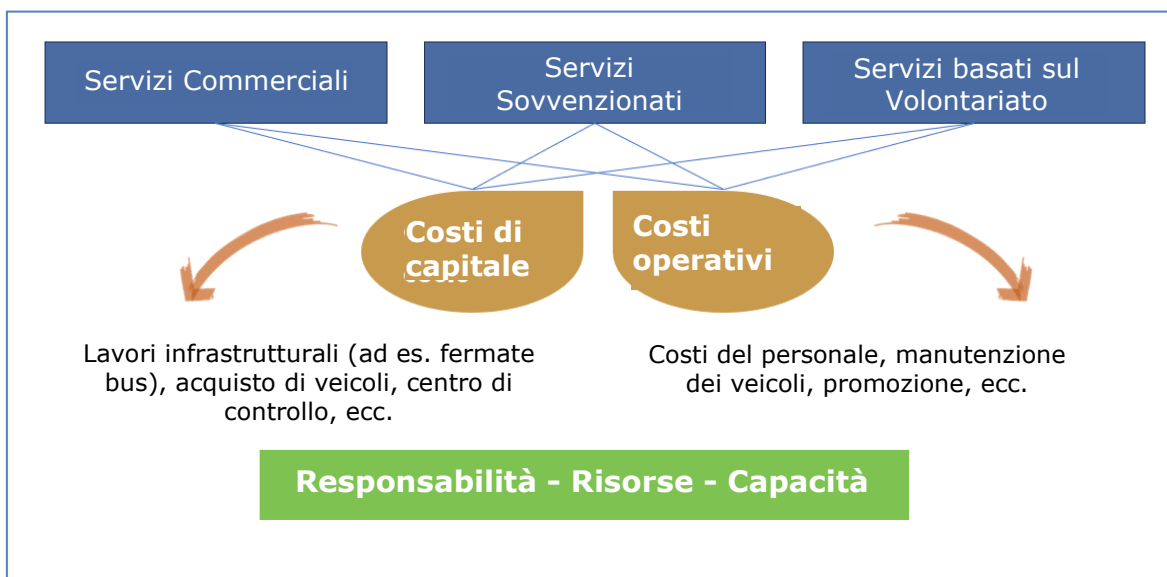 Servizi Commerciali
Servizi
Sovvenzionati
Servizi basati sul
Volontariato
Costi di
capitale
Costi
operativi
Lavori infrastrutturali (ad es. fermate
bus), acquisto di veicoli, centro di
controllo, ecc.
Costi del personale, manutenzione
dei veicoli, promozione, ecc.
Responsabilità - Risorse - Capacità